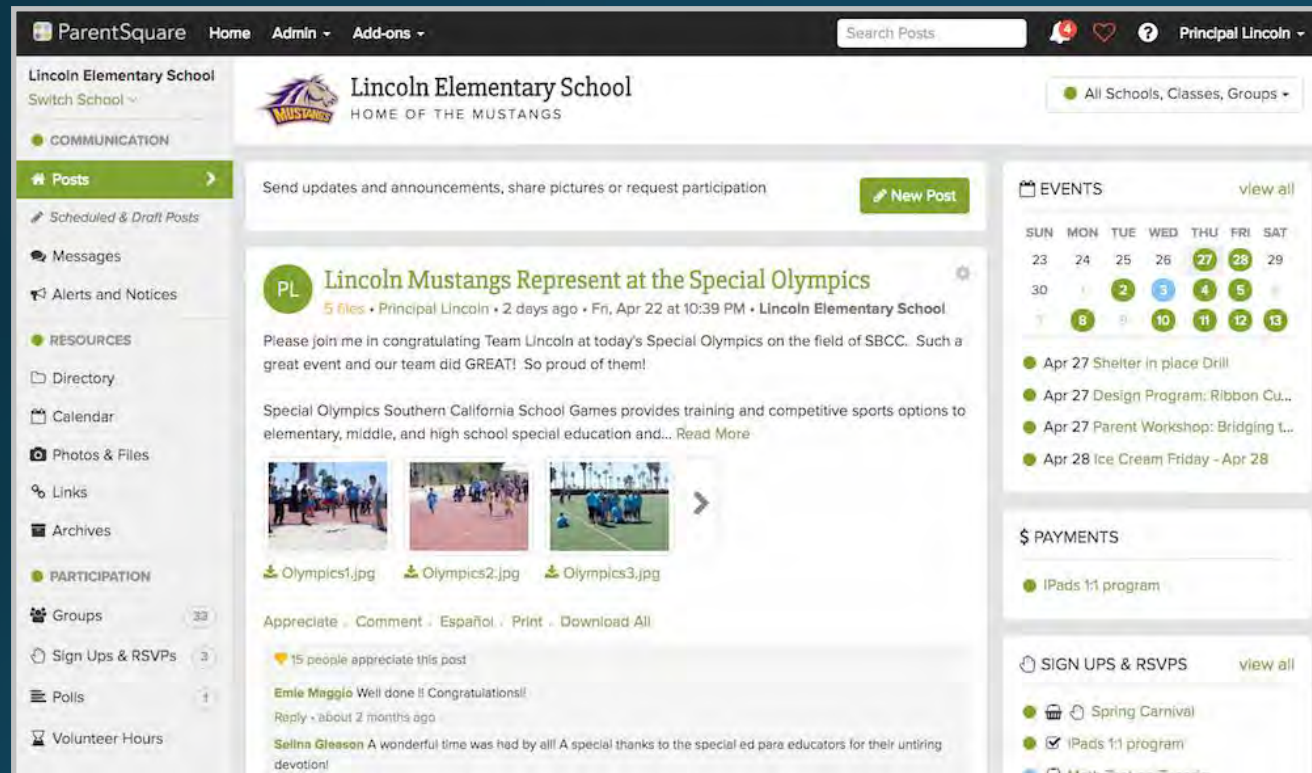 ParentSquare Home Admin Add-ons Search Posts 4 ? Principal Lincoln
Lincoln Elementary School
Switch School
COMMUNICATION
Posts
Scheduled & Draft Posts
Messages
Alerts and Notices
RESOURCES
Directory
Calendar
Photos & Files
Links
Archives
PARTICIPATION
Groups 33
Sign Ups & RSVPs 3
Polls 1
Volunteer Hours
MUSTANGS
Lincoln Elementary School
HOME OF THE MUSTANGS
All Schools, Classes, Groups
Send updates and announcements, share pictures or request participation
New Post
PL
Lincoln Mustangs Represent at the Special Olympics
5 files • Principal Lincoln • 2 days ago • Fri, Apr 22 at 10:39 PM • Lincoln Elementary School
Please join me in congratulating Team Lincoln at today's Special Olympics on the field of SBCC. Such a
great event and our team did GREAT! So proud of them!
Special Olympics Southern California School Games provides training and competitive sports options to
elementary, middle, and high school special education and... Read More
Olympics1.jpg Olympics2.jpg Olympics3.jpg
Appreciate Comment Español Print Download All
15 people appreciate this post
Emie Maggio Well done !! Congratulations!!
Reply • about 2 months ago
Selina Gleason A wonderful time was had by all! A special thanks to the special ed para educators for their untiring
devotion!
EVENTS view all
SUN MON TUE WED THU FRI SAT
23 24 25 26 27 28 29
30 1 2 3 4 5 6
7 8 9 10 11 12 13
Apr 27 Shelter in place Drill
Apr 27 Design Program: Ribbon Cu...
Apr 27 Parent Workshop: Bridging t...
Apr 28 Ice Cream Friday - Apr 28
$ PAYMENTS
iPads 1:1 program
SIGN UPS & RSVPS view all
Spring Carnival
iPads 1:1 program